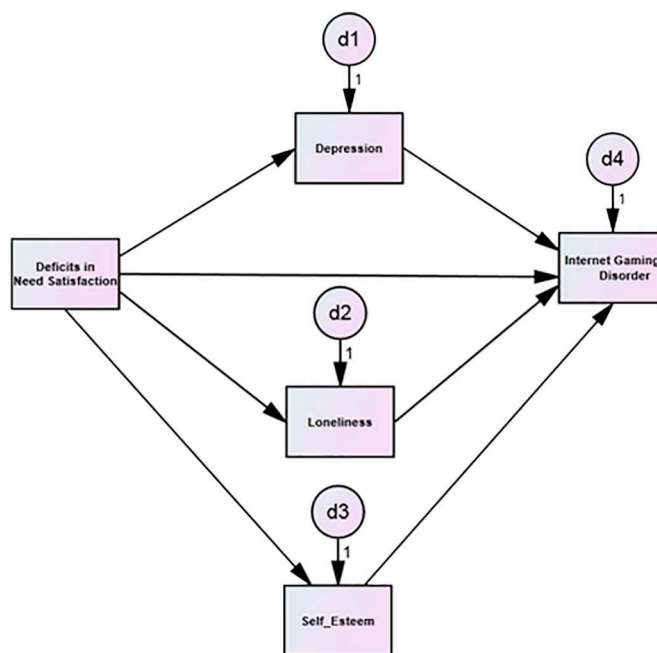 d1
1
Depression
d4
1
Deficits in
Need Satisfaction
Internet Gaming
Disorder
d2
1
Loneliness
d3
1
Self_Esteem